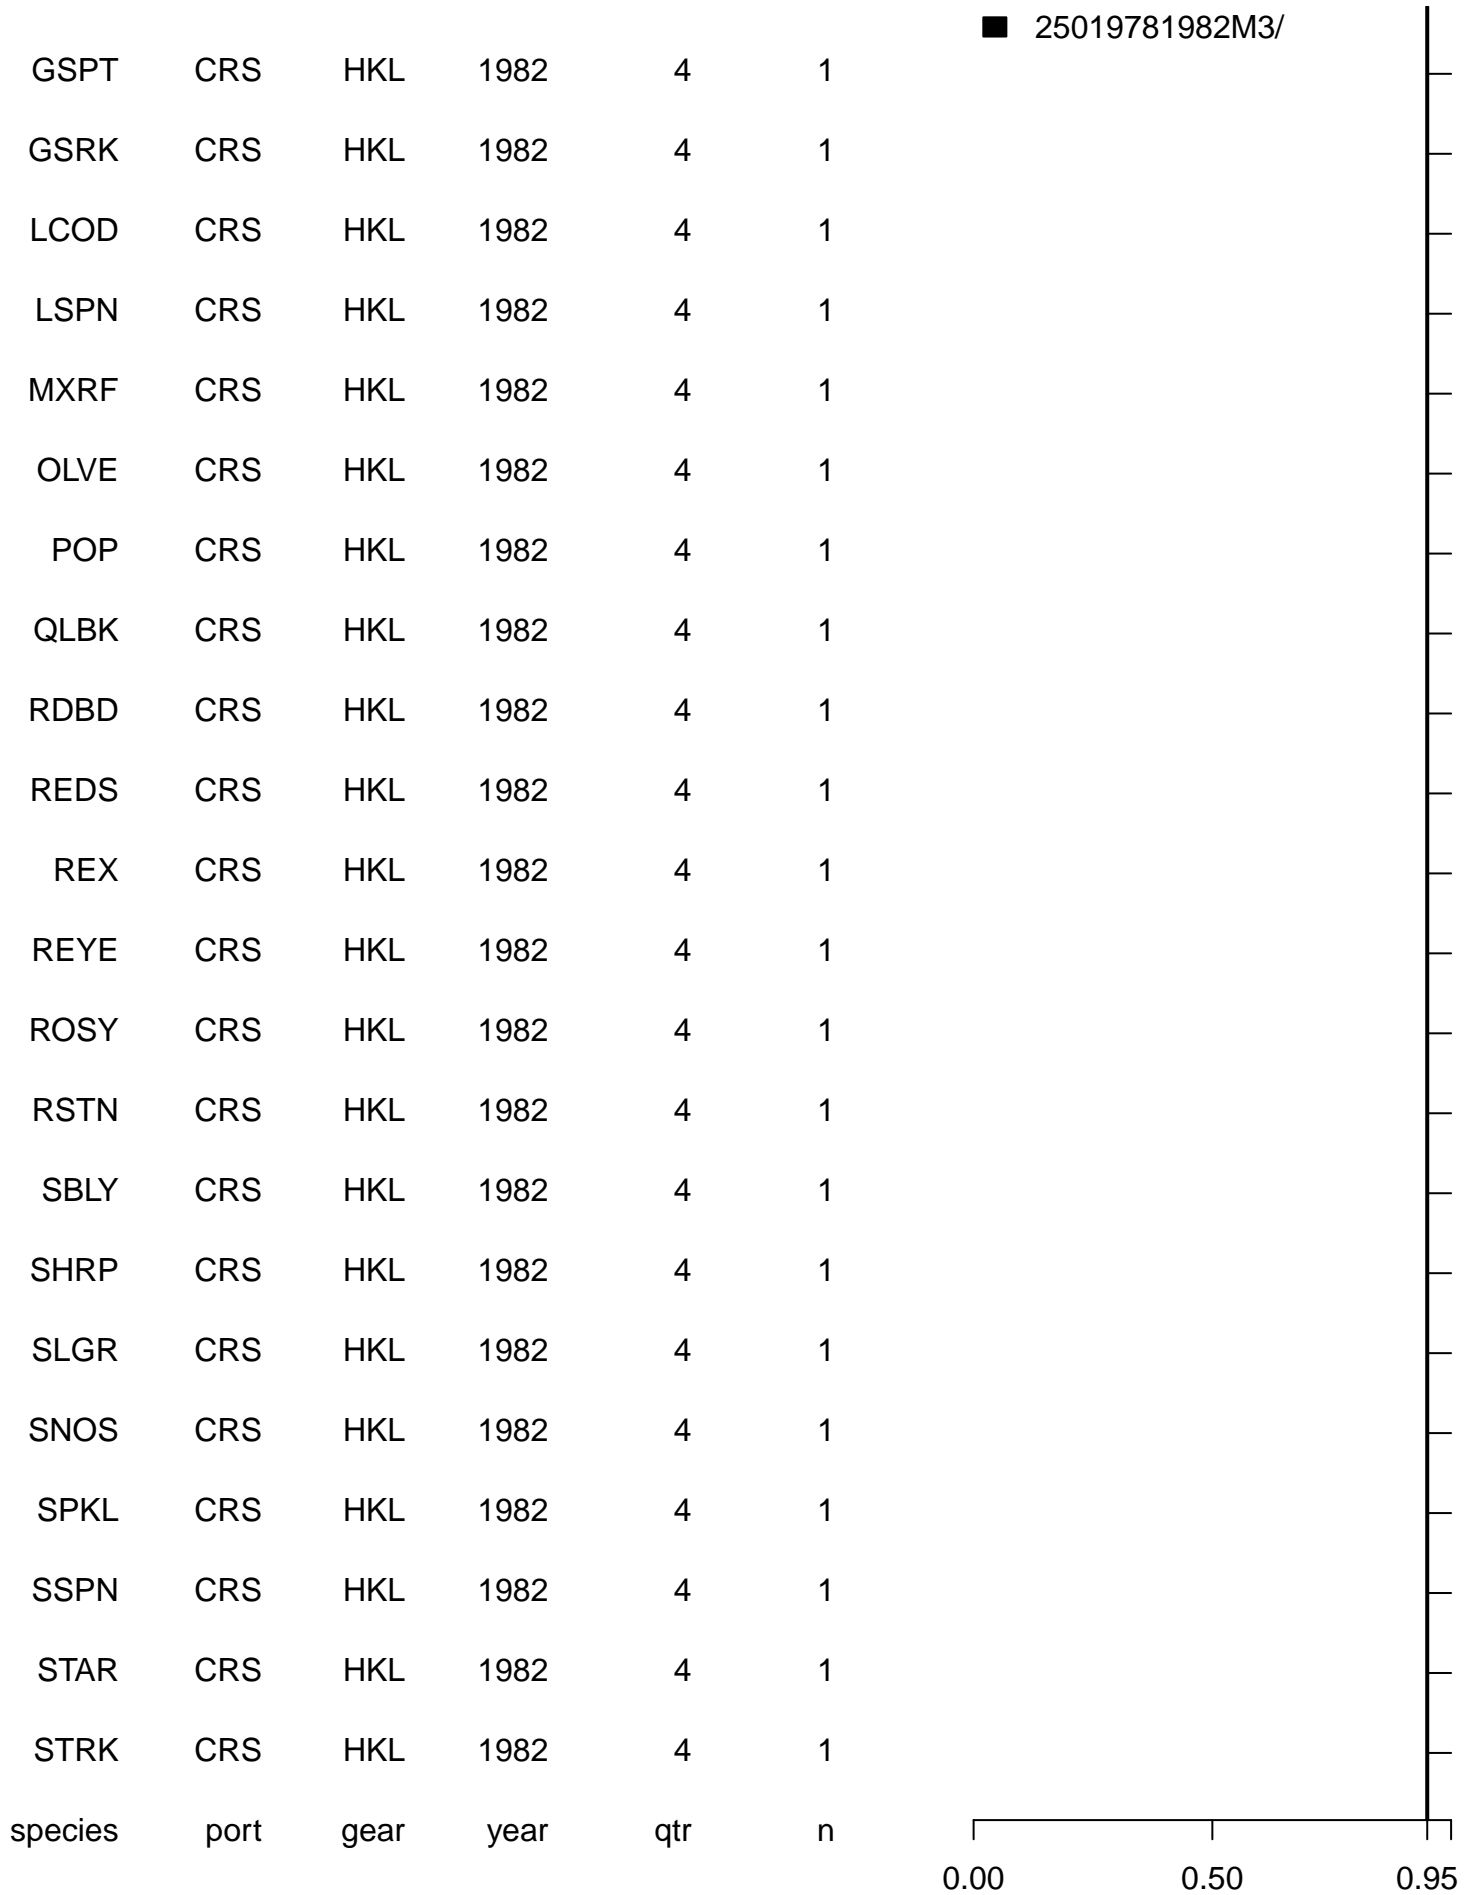 25019781982M3/
GSPT CRS HKL 1982 4 1
GSRK CRS HKL 1982 4 1
LCOD CRS HKL 1982 4 1
LSPN CRS HKL 1982 4 1
MXRF CRS HKL 1982 4 1
OLVE CRS HKL 1982 4 1
POP CRS HKL 1982 4 1
QLBK CRS HKL 1982 4 1
RDBD CRS HKL 1982 4 1
REDS CRS HKL 1982 4 1
REX CRS HKL 1982 4 1
REYE CRS HKL 1982 4 1
ROSY CRS HKL 1982 4 1
RSTN CRS HKL 1982 4 1
SBLY CRS HKL 1982 4 1
SHRP CRS HKL 1982 4 1
SLGR CRS HKL 1982 4 1
SNOS CRS HKL 1982 4 1
SPKL CRS HKL 1982 4 1
SSPN CRS HKL 1982 4 1
STAR CRS HKL 1982 4 1
STRK CRS HKL 1982 4 1
species port gear year qtr n
0.00 0.50 0.95